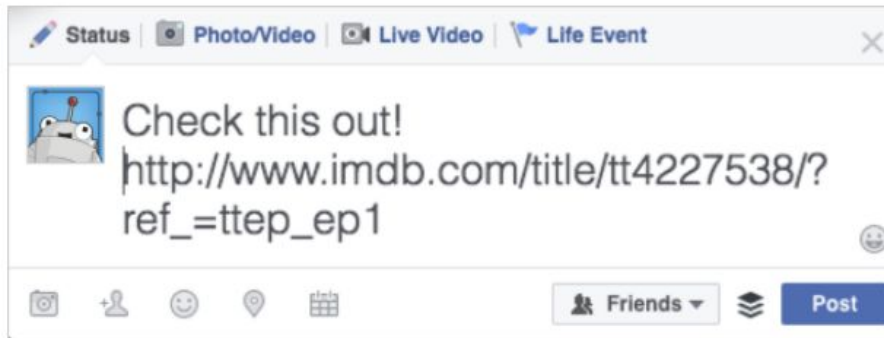 Status Photo/Video Live Video Life Event
Check this out!
http://www.imdb.com/title/tt4227538/?
ref_=ttep_ep1
Friends Post